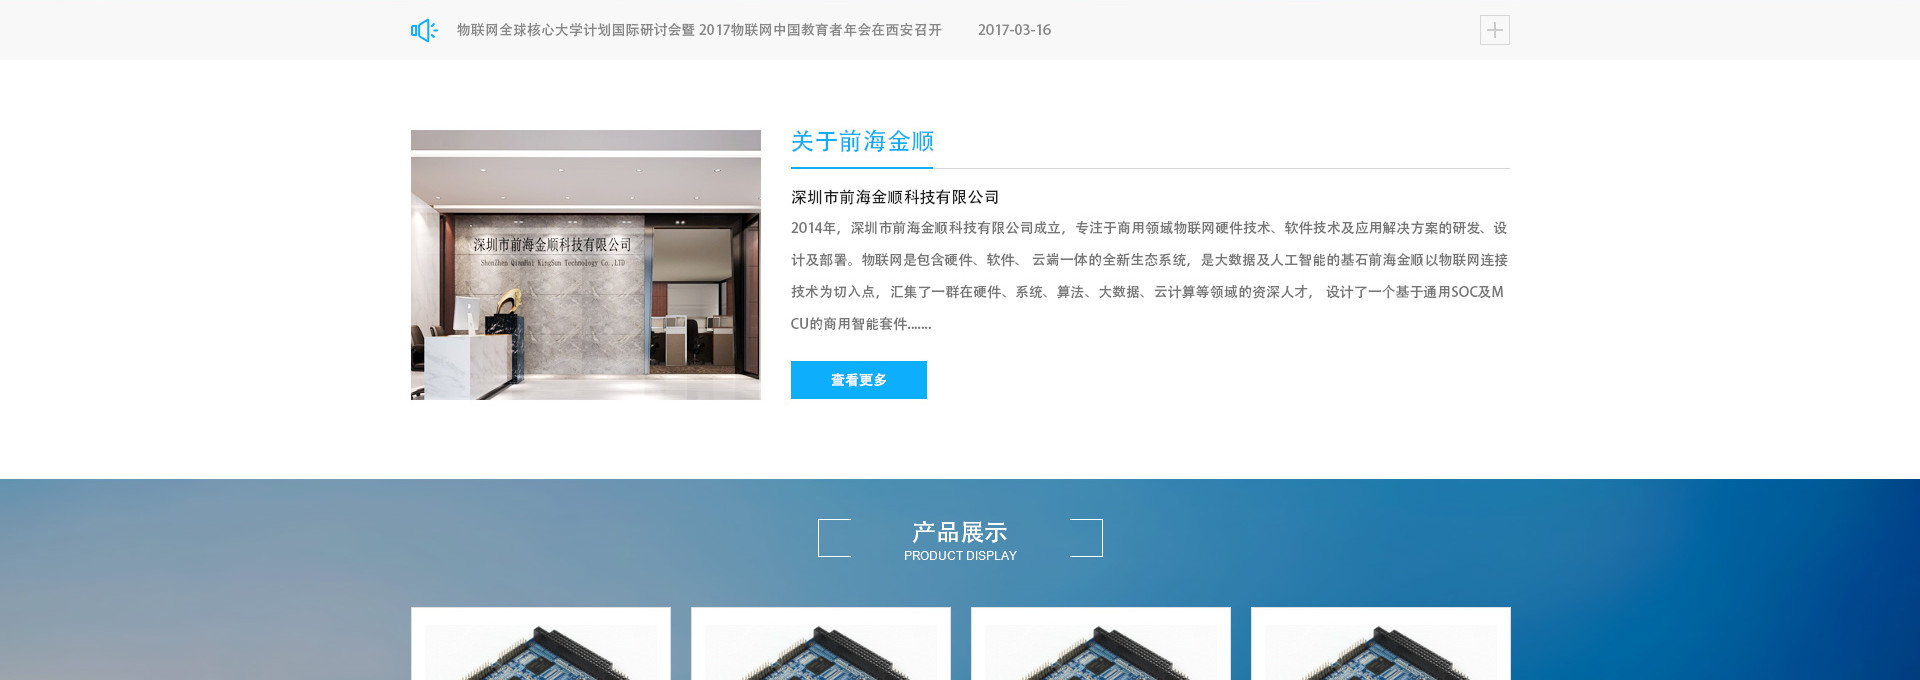 物联网全球核心大学计划国际研讨会暨 2017物联网中国教育者年会在西安召开 2017-03-16
关于前海金顺
深圳市前海金顺科技有限公司
2014年，深圳市前海金顺科技有限公司成立，专注于商用领域物联网硬件技术、软件技术及应用解决方案的研发、设
计及部署。物联网是包含硬件、软件、 云端一体的全新生态系统，是大数据及人工智能的基石前海金顺以物联网连接
技术为切入点，汇集了一群在硬件、系统、算法、大数据、云计算等领域的资深人才， 设计了一个基于通用SOC及M
CU的商用智能套件.......
查看更多
深圳市前海金顺科技有限公司
ShenZhen QianHai KingSun Technology Co.,LTD
产品展示
PRODUCT DISPLAY